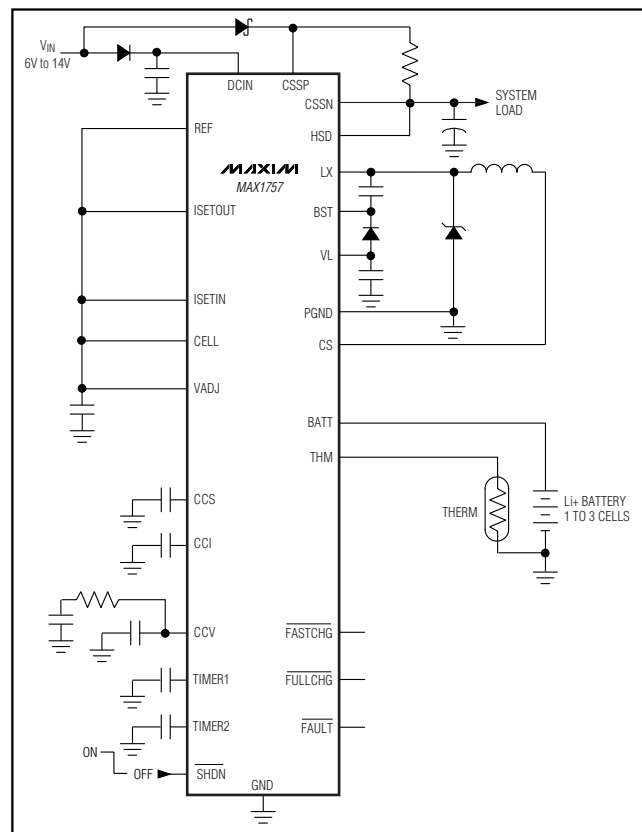 VIN
6V to 14V
DCIN
CSSP
CSSN
SYSTEM
LOAD
HSD
REF
MAXIM
MAX1757
LX
ISETOUT
BST
VL
ISETIN
PGND
CELL
CS
VADJ
BATT
THM
CCS
THERM
Li+ BATTERY
1 TO 3 CELLS
CCI
CCV
FASTCHG
TIMER1
FULLCHG
TIMER2
FAULT
ON
OFF
SHDN
GND